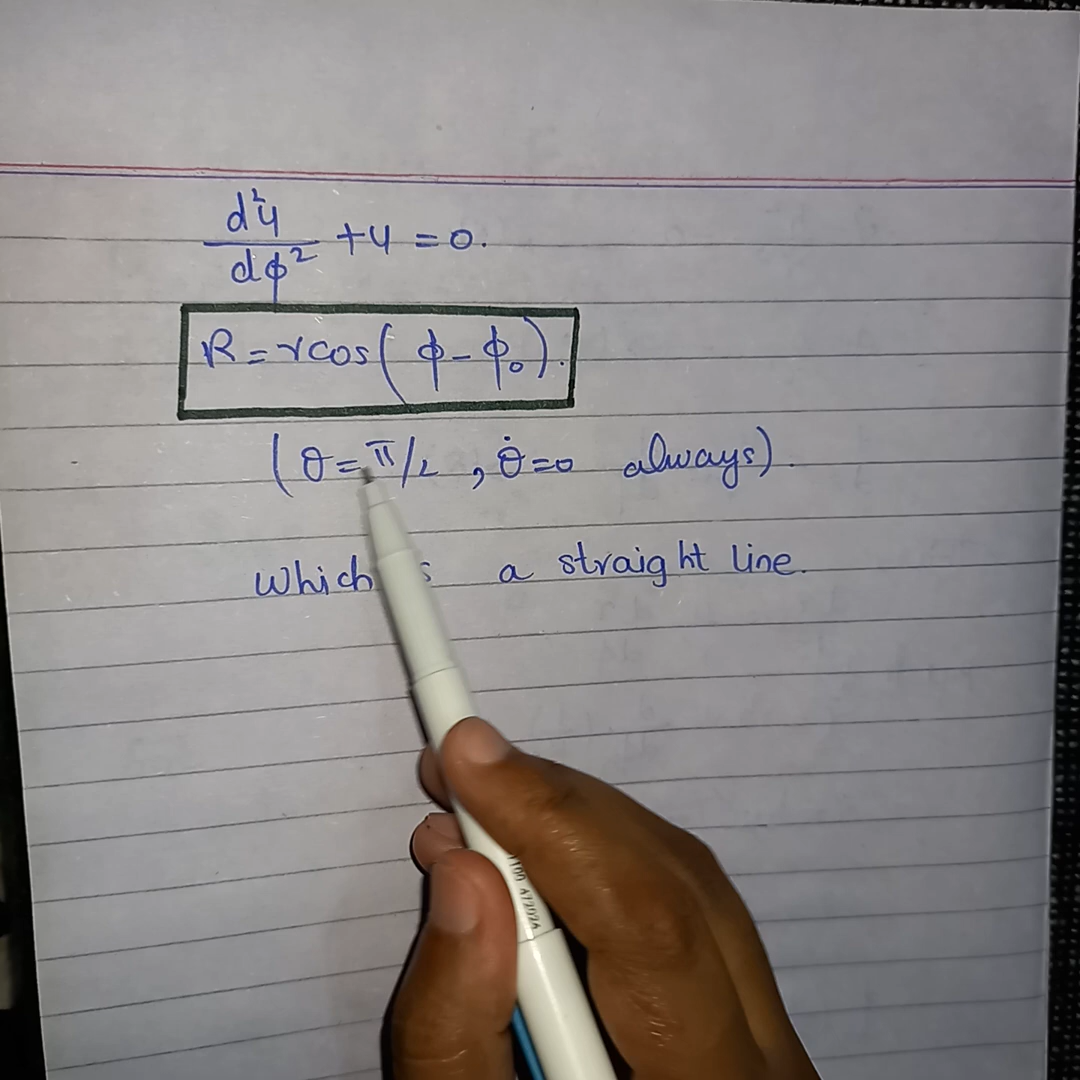 d²u/dφ² + u = 0.
R = r cos(φ - φ₀).
(θ = π/2, θ̇ = 0 always).
which a straight line.